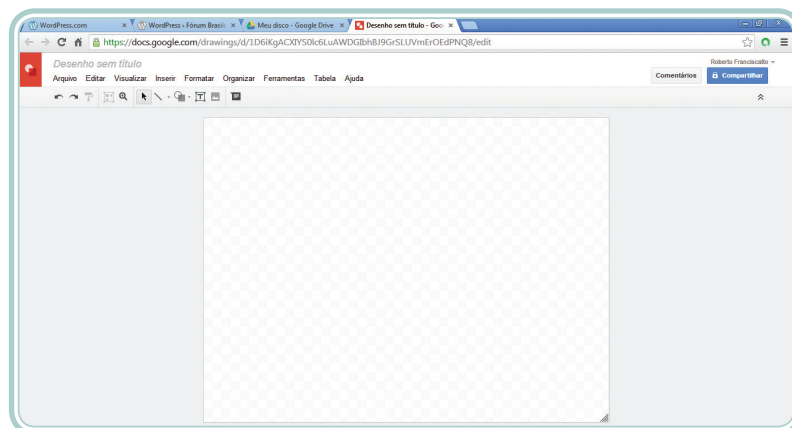 WordPress.com
WordPress › Fórum Brasile
Meu disco - Google Drive
Desenho sem título - Goo
https://docs.google.com/drawings/d/1D6iKgACXIYS0lc6LuAWDGIbhBJ9GrSLUVmErOEdPNQ8/edit
Desenho sem título
Roberto Franciscatto
Arquivo Editar Visualizar Inserir Formatar Organizar Ferramentas Tabela Ajuda
Comentários
Compartilhar